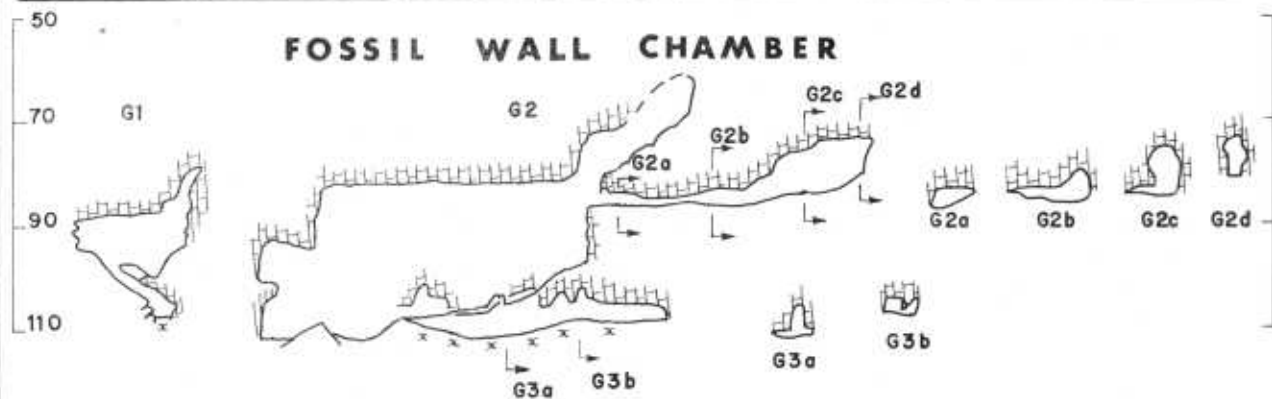 50
FOSSIL WALL CHAMBER
70
G1
G2
G2a
G2b
G2c
G2d
90
G2a
G2b
G2c
G2d
110
x
x x x x x x
G3a
G3b
G3a
G3b